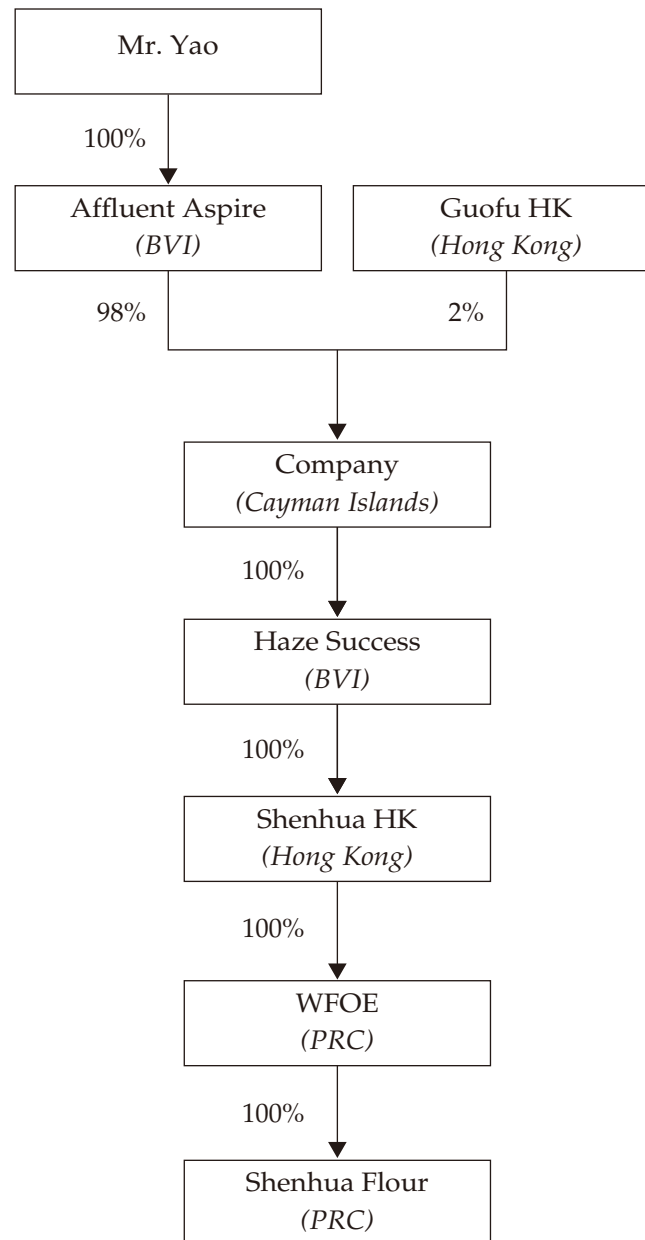 Mr. Yao
100%
Affluent Aspire
(BVI)
Guofu HK
(Hong Kong)
98%
2%
Company
(Cayman Islands)
100%
Haze Success
(BVI)
100%
Shenhua HK
(Hong Kong)
100%
WFOE
(PRC)
100%
Shenhua Flour
(PRC)